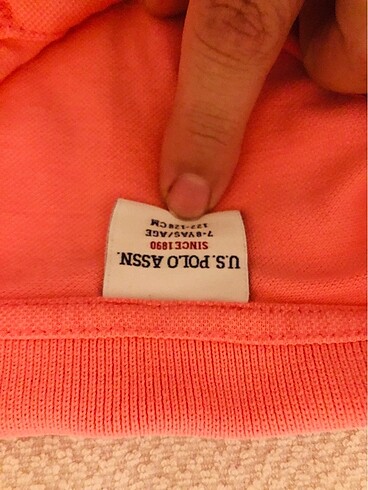 U.S. POLO ASSN.
SINCE 1890
7-8YAS/AGE
122-128CM